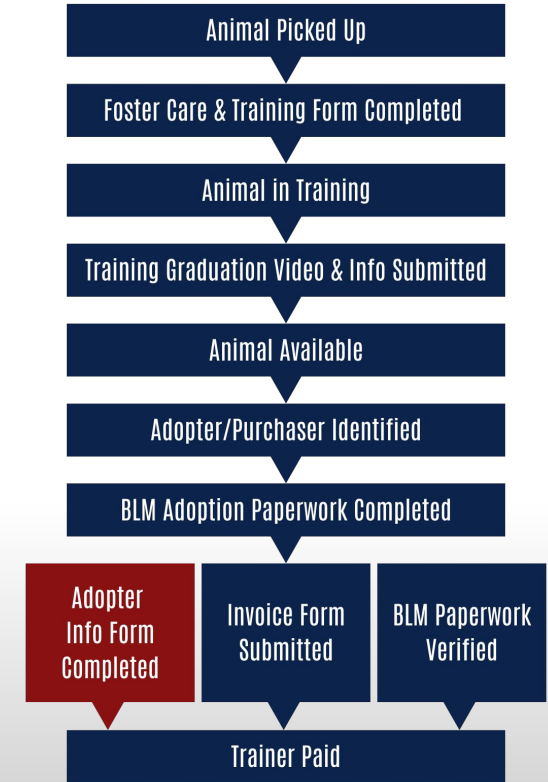 Animal Picked Up
Foster Care & Training Form Completed
Animal in Training
Training Graduation Video & Info Submitted
Animal Available
Adopter/Purchaser Identified
BLM Adoption Paperwork Completed
Adopter
Info Form
Completed
Invoice Form
Submitted
BLM Paperwork
Verified
Trainer Paid